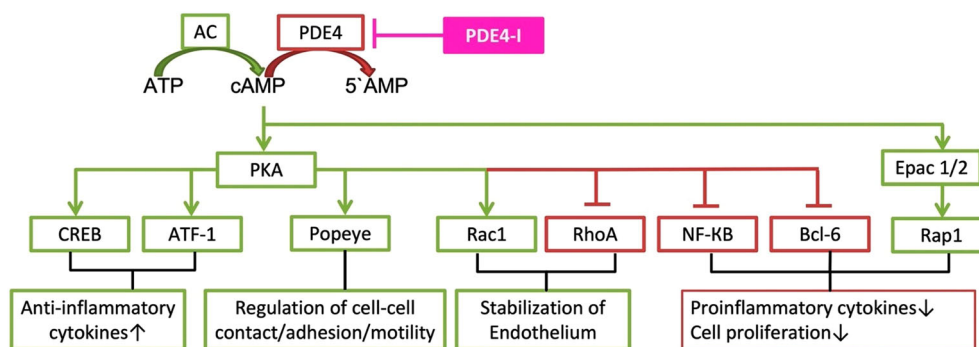 AC
PDE4
PDE4-I
ATP
cAMP
5`AMP
PKA
Epac 1/2
CREB
ATF-1
Popeye
Rac1
RhoA
NF-KB
Bcl-6
Rap1
Anti-inflammatory
cytokines↑
Regulation of cell-cell
contact/adhesion/motility
Stabilization of
Endothelium
Proinflammatory cytokines↓
Cell proliferation↓